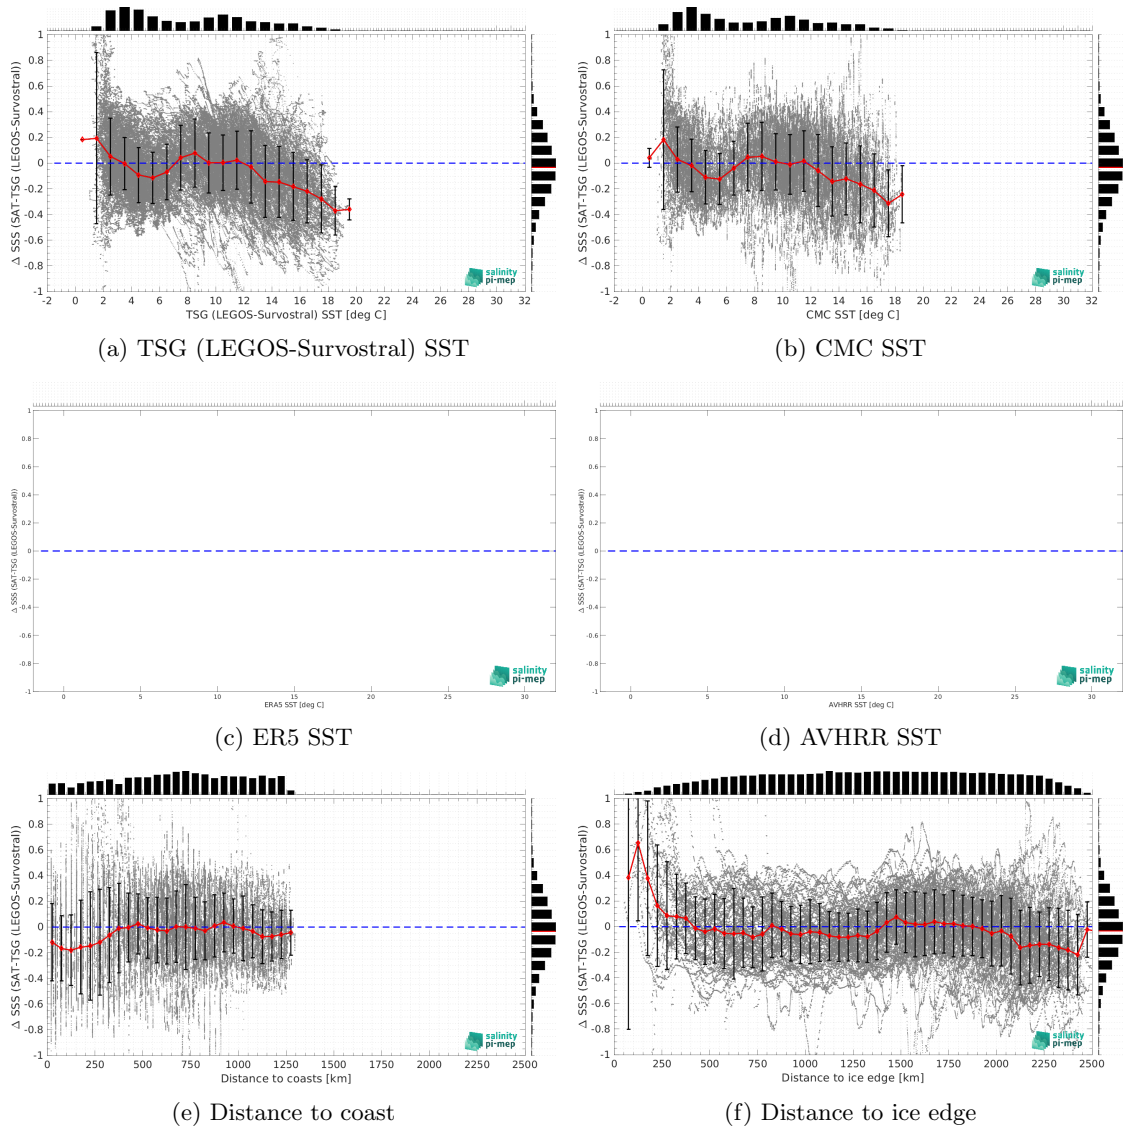 1
0.8
0.6
0.4
0.2
0
-0.2
-0.4
-0.6
-0.8
-1
Δ SSS (SAT-TSG (LEGOS-Survostral))
salinity
pi-mep
-2 0 2 4 6 8 10 12 14 16 18 20 22 24 26 28 30 32
TSG (LEGOS-Survostral) SST [deg C]
(a) TSG (LEGOS-Survostral) SST
1
0.8
0.6
0.4
0.2
0
-0.2
-0.4
-0.6
-0.8
-1
Δ SSS (SAT-TSG (LEGOS-Survostral))
salinity
pi-mep
-2 0 2 4 6 8 10 12 14 16 18 20 22 24 26 28 30 32
CMC SST [deg C]
(b) CMC SST
1
0.8
0.6
0.4
0.2
0
-0.2
-0.4
-0.6
-0.8
-1
Δ SSS (SAT-TSG (LEGOS-Survostral))
salinity
pi-mep
0 5 10 15 20 25 30
ERA5 SST [deg C]
(c) ER5 SST
1
0.8
0.6
0.4
0.2
0
-0.2
-0.4
-0.6
-0.8
-1
Δ SSS (SAT-TSG (LEGOS-Survostral))
salinity
pi-mep
0 5 10 15 20 25 30
AVHRR SST [deg C]
(d) AVHRR SST
1
0.8
0.6
0.4
0.2
0
-0.2
-0.4
-0.6
-0.8
-1
Δ SSS (SAT-TSG (LEGOS-Survostral))
salinity
pi-mep
0 250 500 750 1000 1250 1500 1750 2000 2250 2500
Distance to coasts [km]
(e) Distance to coast
1
0.8
0.6
0.4
0.2
0
-0.2
-0.4
-0.6
-0.8
-1
Δ SSS (SAT-TSG (LEGOS-Survostral))
salinity
pi-mep
0 250 500 750 1000 1250 1500 1750 2000 2250 2500
Distance to ice edge [km]
(f) Distance to ice edge